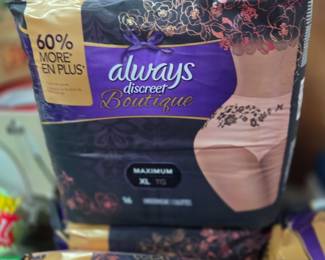 60%
MORE*
EN PLUS*
always
discreet
Boutique
MAXIMUM
XL TG